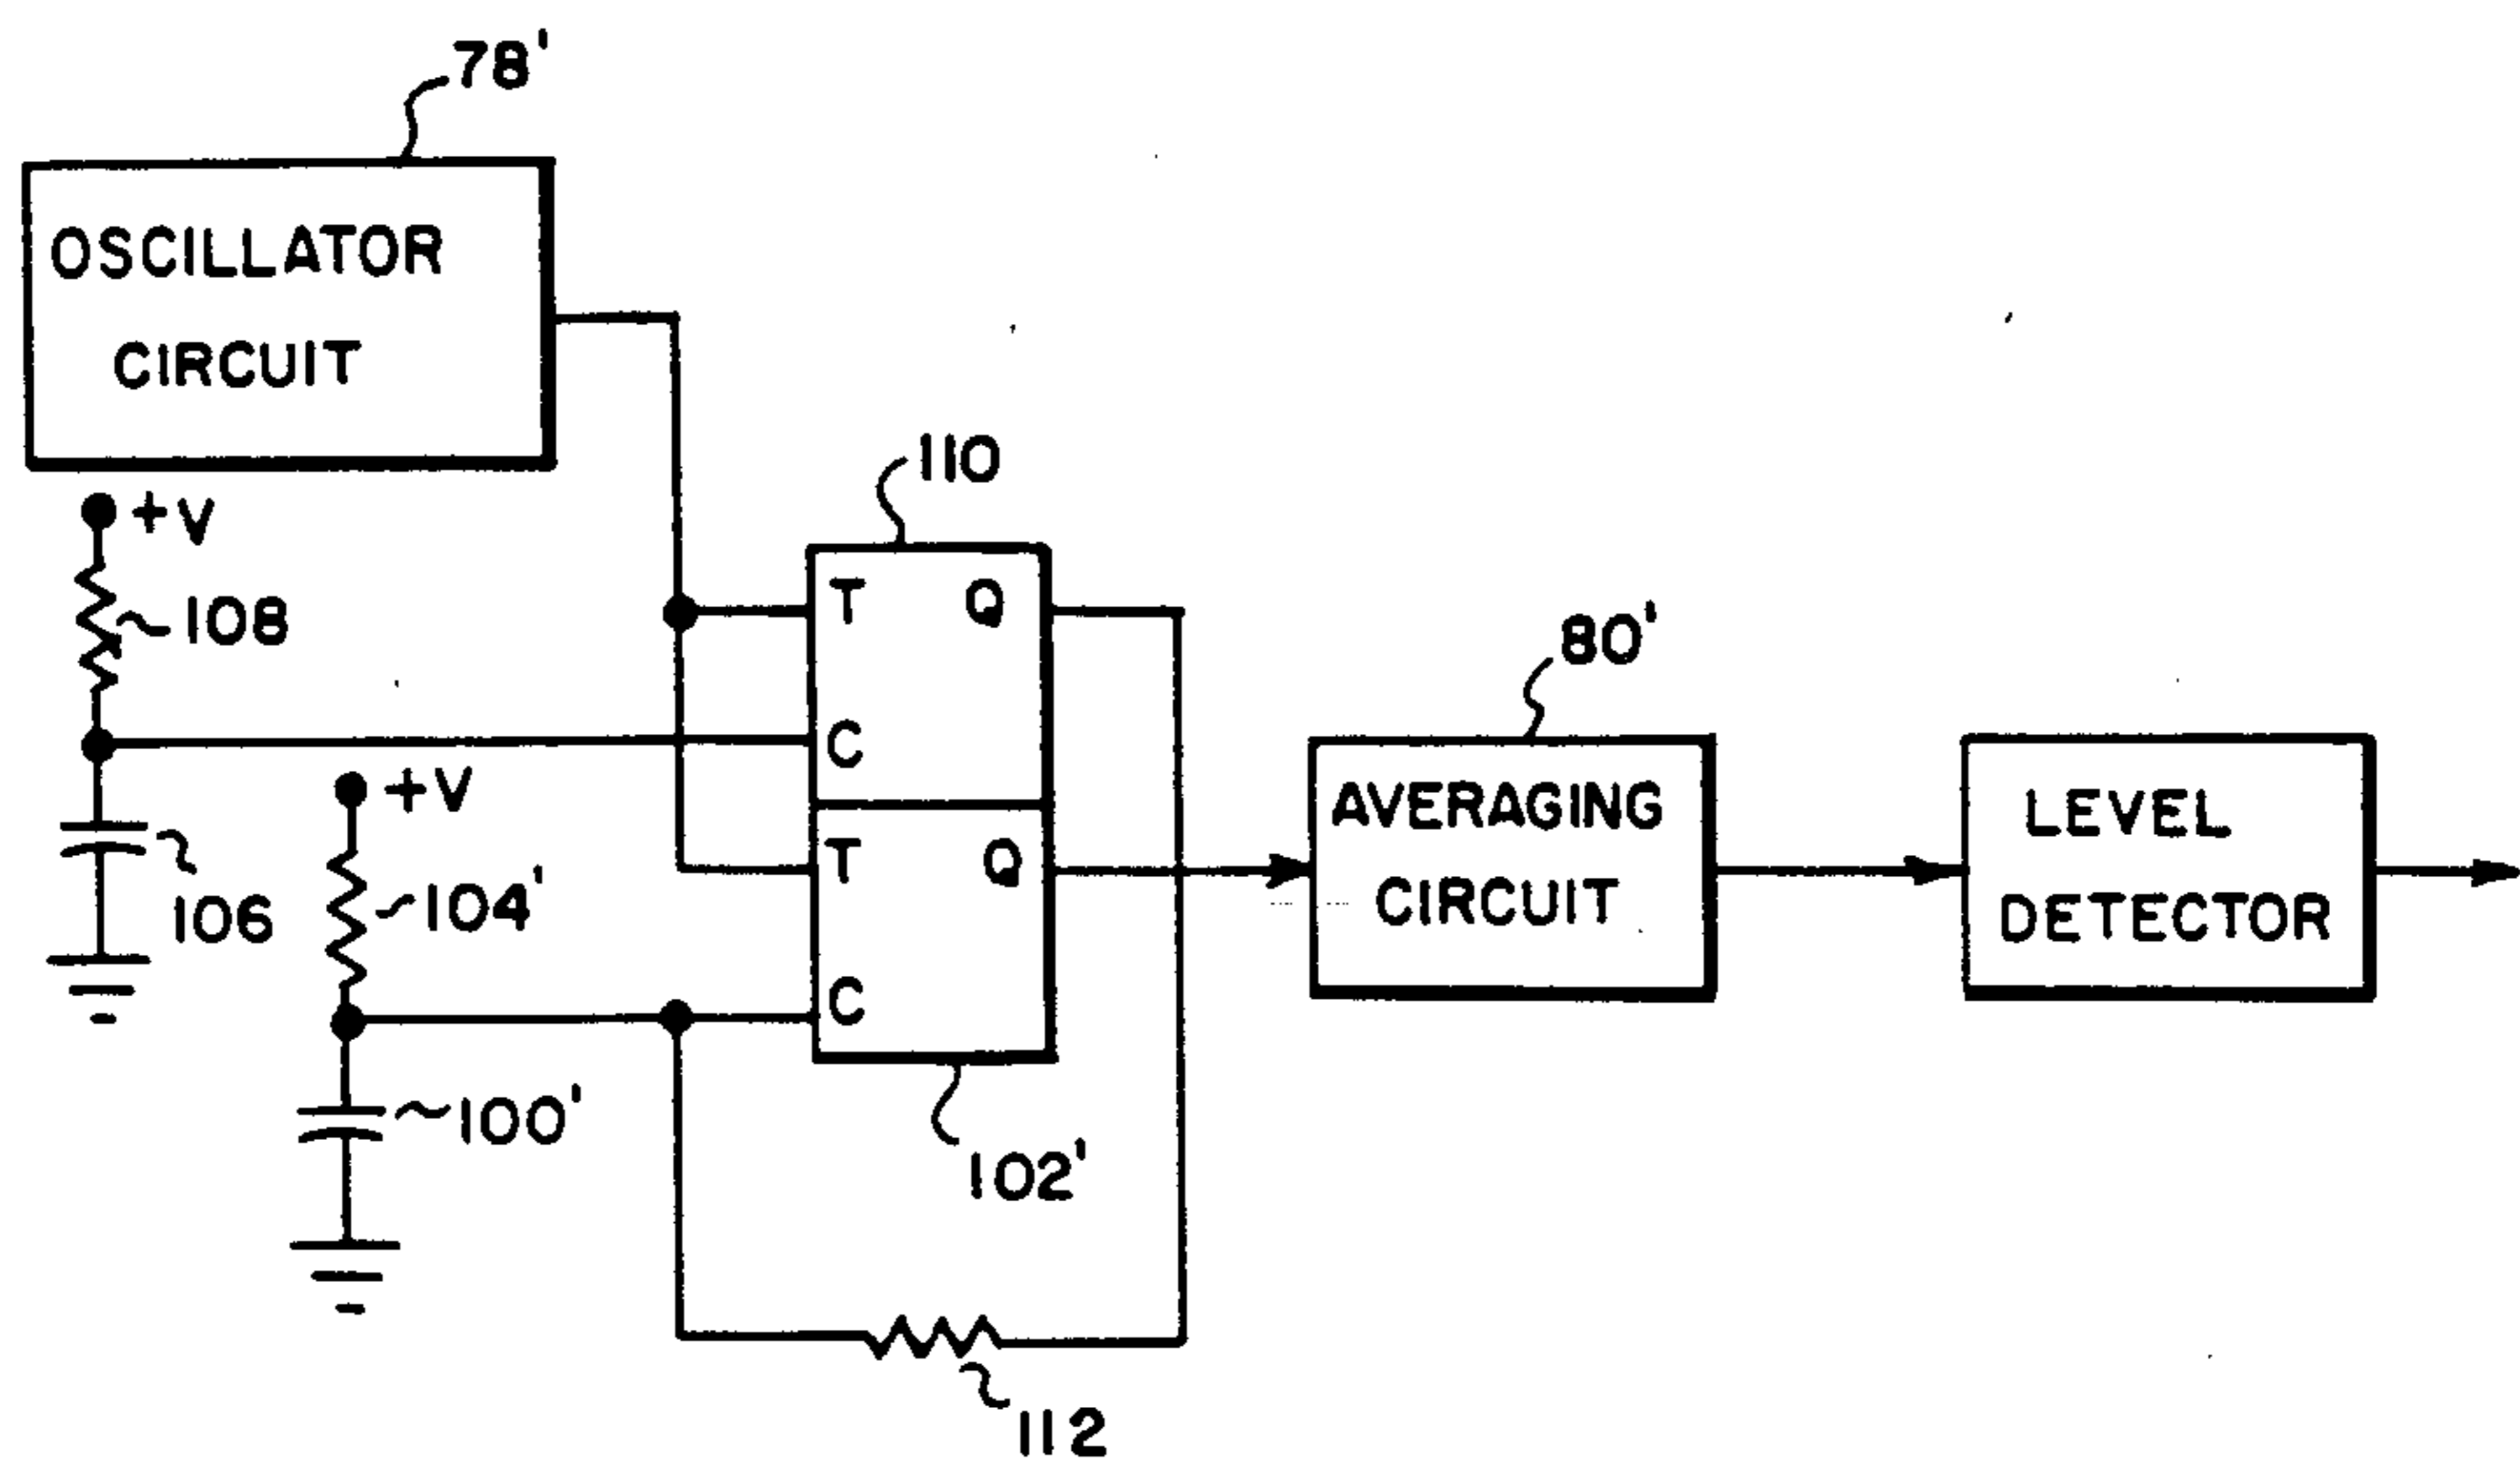 78'
OSCILLATOR
CIRCUIT
+V
108
106
+V
104'
100'
110
T Q
C
T Q
C
102'
112
80'
AVERAGING
CIRCUIT
LEVEL
DETECTOR